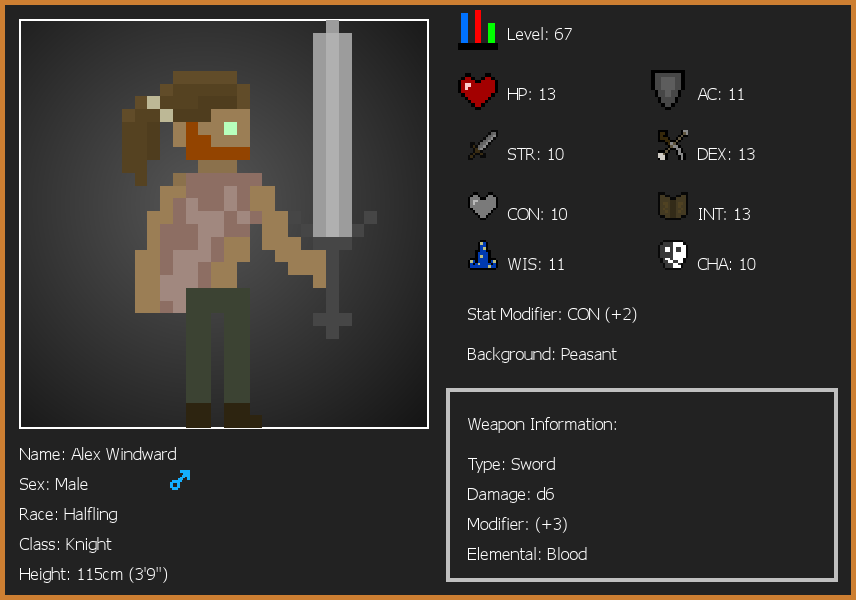 Level: 67
HP: 13
AC: 11
STR: 10
DEX: 13
CON: 10
INT: 13
WIS: 11
CHA: 10
Stat Modifier: CON (+2)
Background: Peasant
Weapon Information:
Type: Sword
Damage: d6
Modifier: (+3)
Elemental: Blood
Name: Alex Windward
Sex: Male
Race: Halfling
Class: Knight
Height: 115cm (3'9")